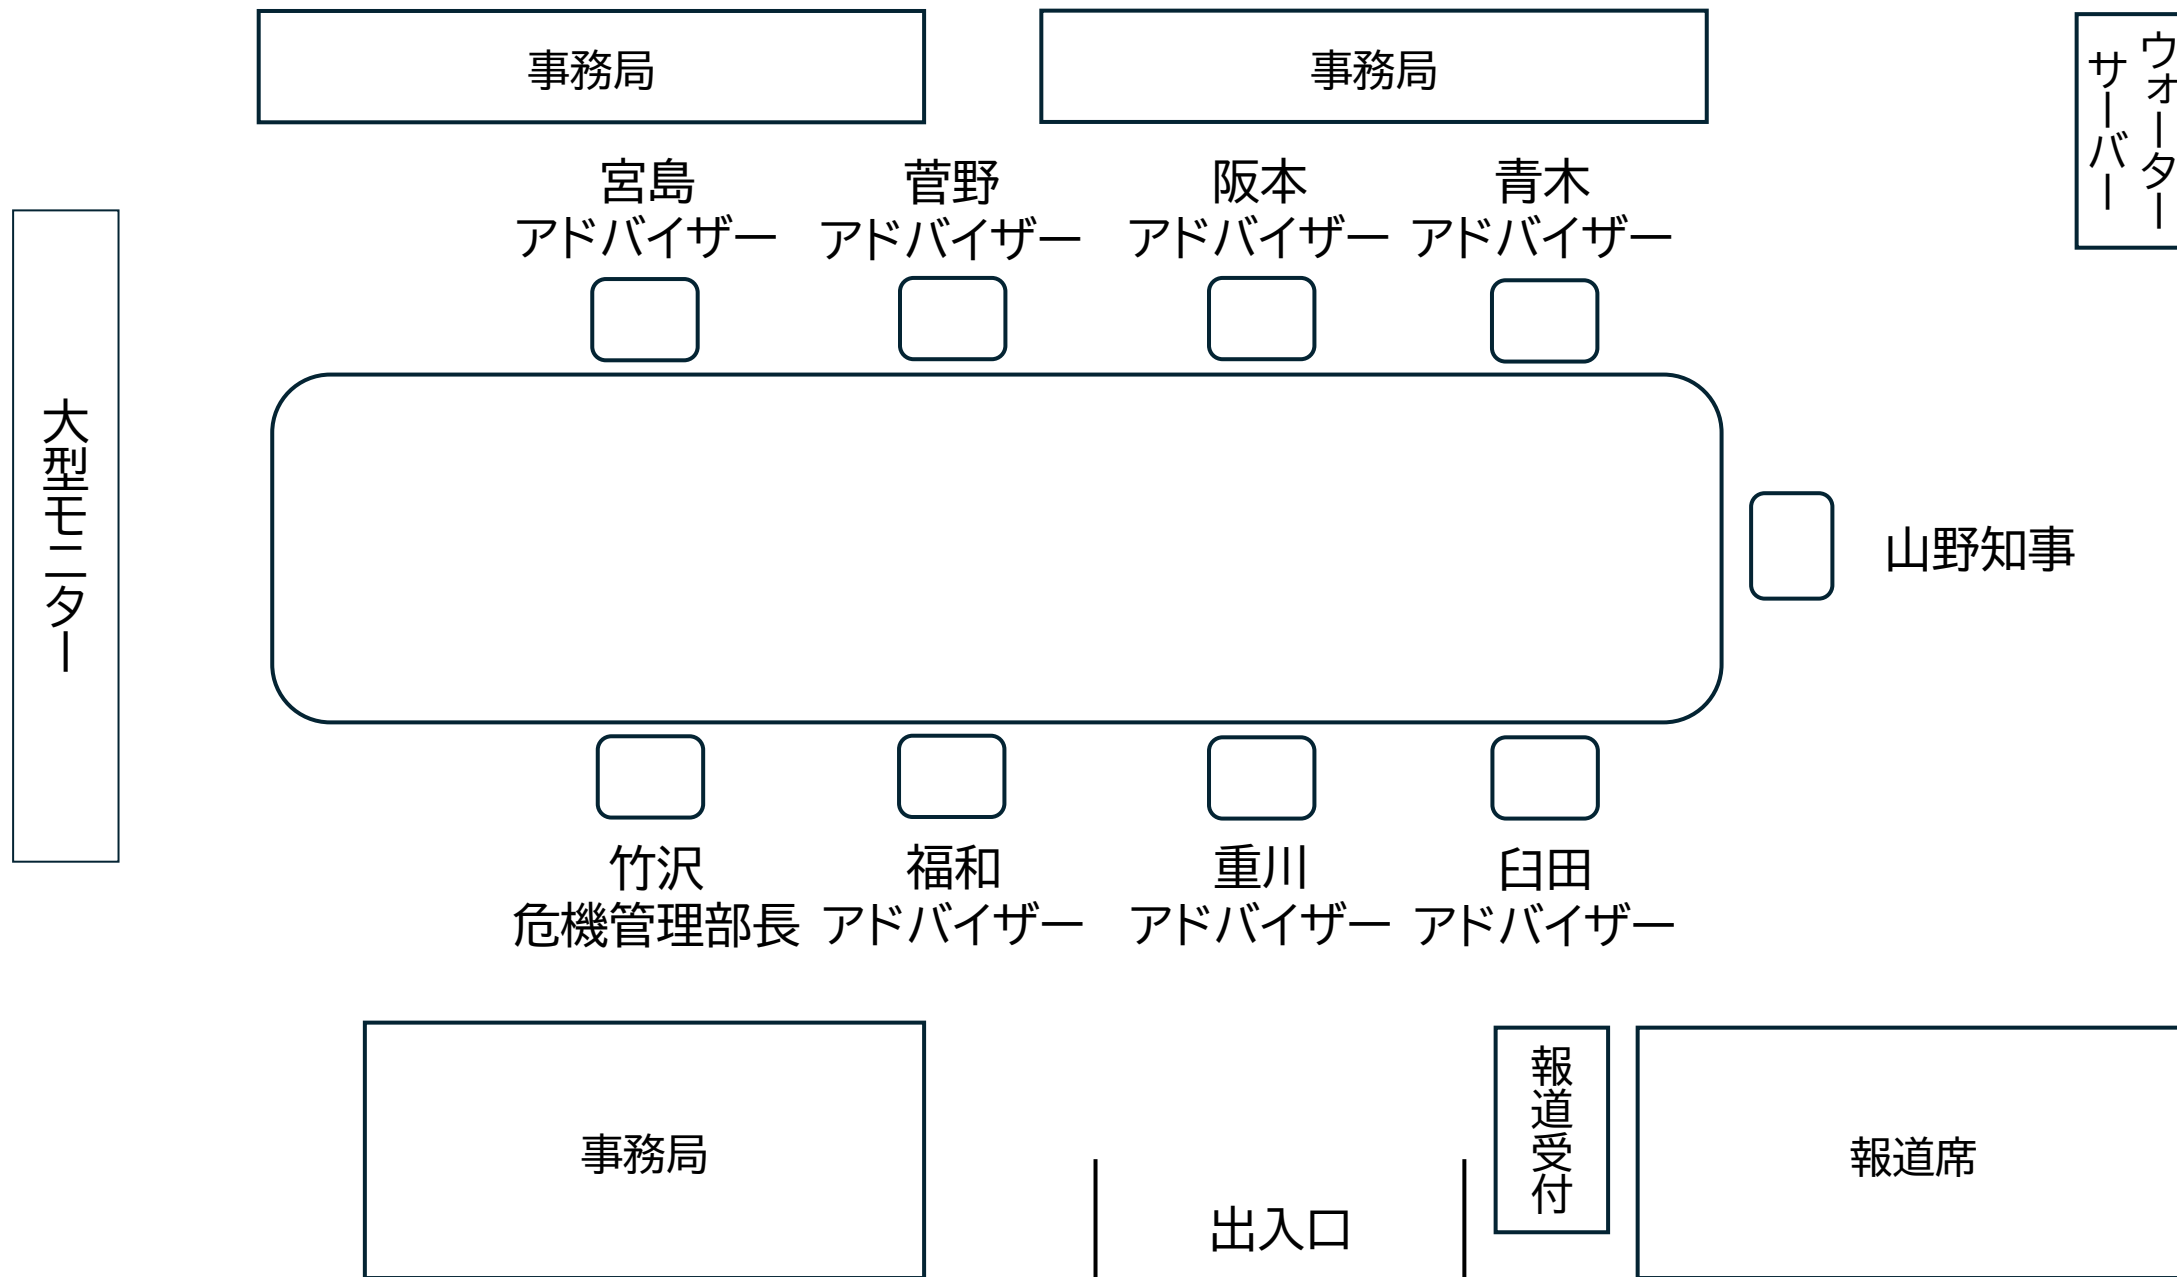 事務局
事務局
ウォーター
サーバー
宮島
アドバイザー
菅野
アドバイザー
阪本
アドバイザー
青木
アドバイザー
大型モニター
山野知事
竹沢
危機管理部長
福和
アドバイザー
重川
アドバイザー
臼田
アドバイザー
事務局
出入口
報道受付
報道席